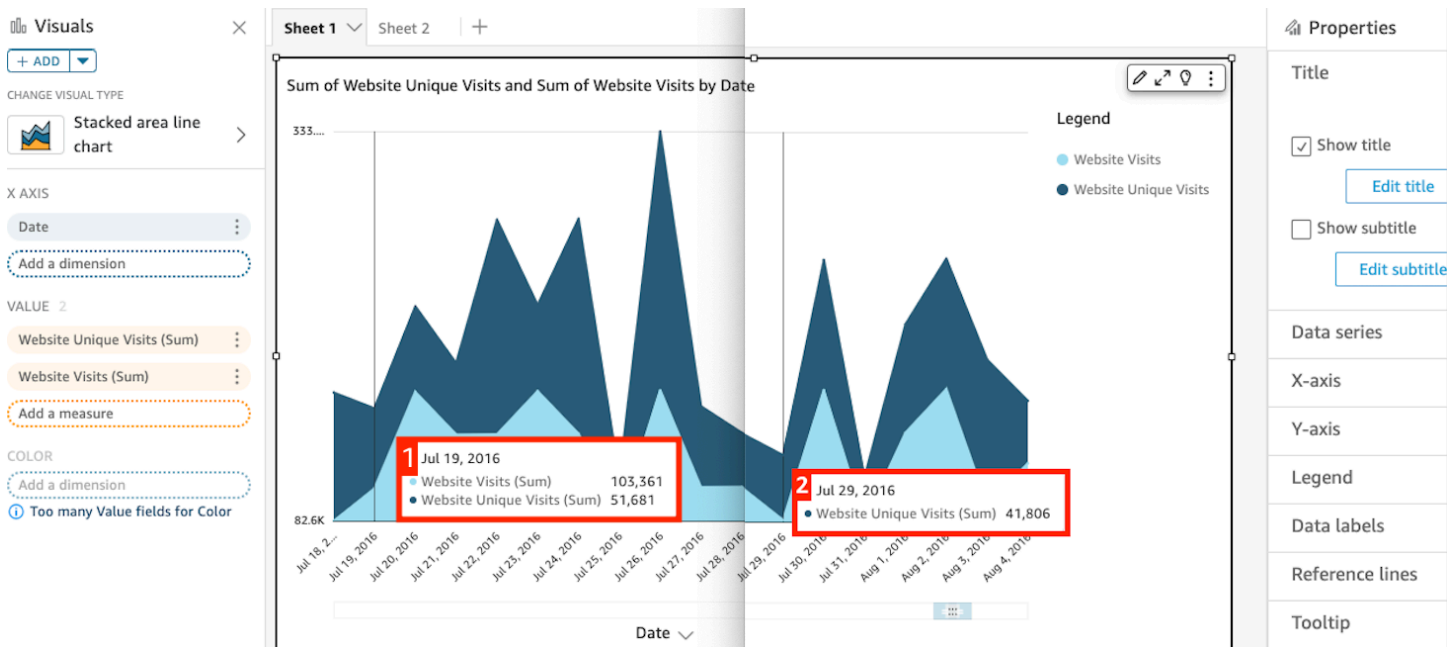 Visuals
+ ADD
CHANGE VISUAL TYPE
Stacked area line
chart
X AXIS
Date
Add a dimension
VALUE 2
Website Unique Visits (Sum)
Website Visits (Sum)
Add a measure
COLOR
Add a dimension
Too many Value fields for Color
Sheet 1
Sheet 2
Sum of Website Unique Visits and Sum of Website Visits by Date
333....
82.6K
1
Jul 19, 2016
Website Visits (Sum) 103,361
Website Unique Visits (Sum) 51,681
2
Jul 29, 2016
Website Unique Visits (Sum) 41,806
Jul 18, 2...
Jul 19, 2016
Jul 20, 2016
Jul 21, 2016
Jul 22, 2016
Jul 23, 2016
Jul 24, 2016
Jul 25, 2016
Jul 26, 2016
Jul 27, 2016
Jul 28, 2016
Jul 29, 2016
Jul 30, 2016
Jul 31, 2016
Aug 1, 2016
Aug 2, 2016
Aug 3, 2016
Aug 4, 2016
Date
Legend
Website Visits
Website Unique Visits
Properties
Title
Show title
Edit title
Show subtitle
Edit subtitle
Data series
X-axis
Y-axis
Legend
Data labels
Reference lines
Tooltip